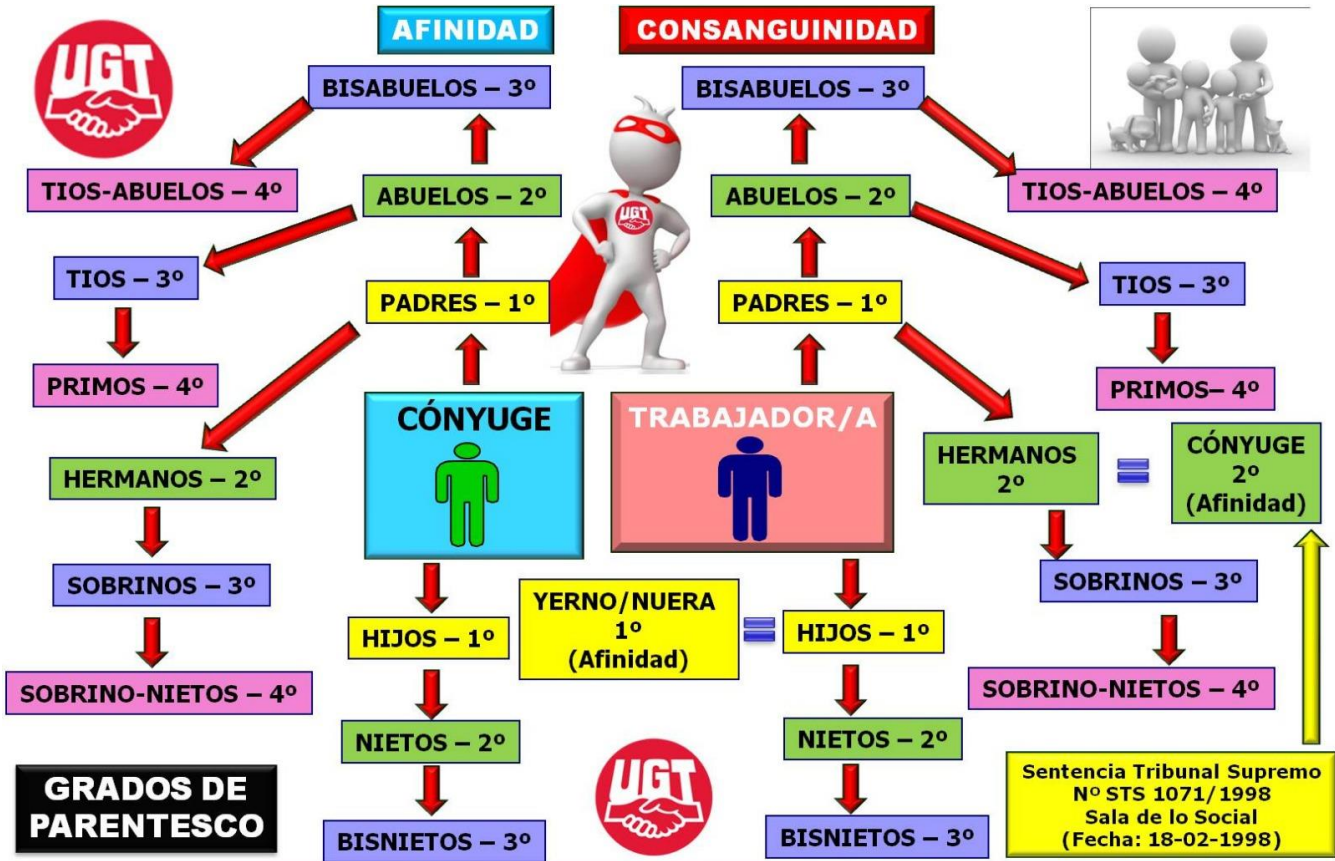 UGT
AFINIDAD
CONSANGUINIDAD
BISABUELOS – 3º
BISABUELOS – 3º
TIOS-ABUELOS – 4º
ABUELOS – 2º
UGT
ABUELOS – 2º
TIOS-ABUELOS – 4º
TIOS – 3º
PADRES – 1º
PADRES – 1º
TIOS – 3º
PRIMOS – 4º
PRIMOS– 4º
CÓNYUGE
TRABAJADOR/A
HERMANOS – 2º
HERMANOS
2º
CÓNYUGE
2º
(Afinidad)
SOBRINOS – 3º
SOBRINOS – 3º
HIJOS – 1º
YERNO/NUERA
1º
(Afinidad)
HIJOS – 1º
SOBRINO-NIETOS – 4º
SOBRINO-NIETOS – 4º
NIETOS – 2º
NIETOS – 2º
GRADOS DE
PARENTESCO
BISNIETOS – 3º
UGT
BISNIETOS – 3º
Sentencia Tribunal Supremo
Nº STS 1071/1998
Sala de lo Social
(Fecha: 18-02-1998)